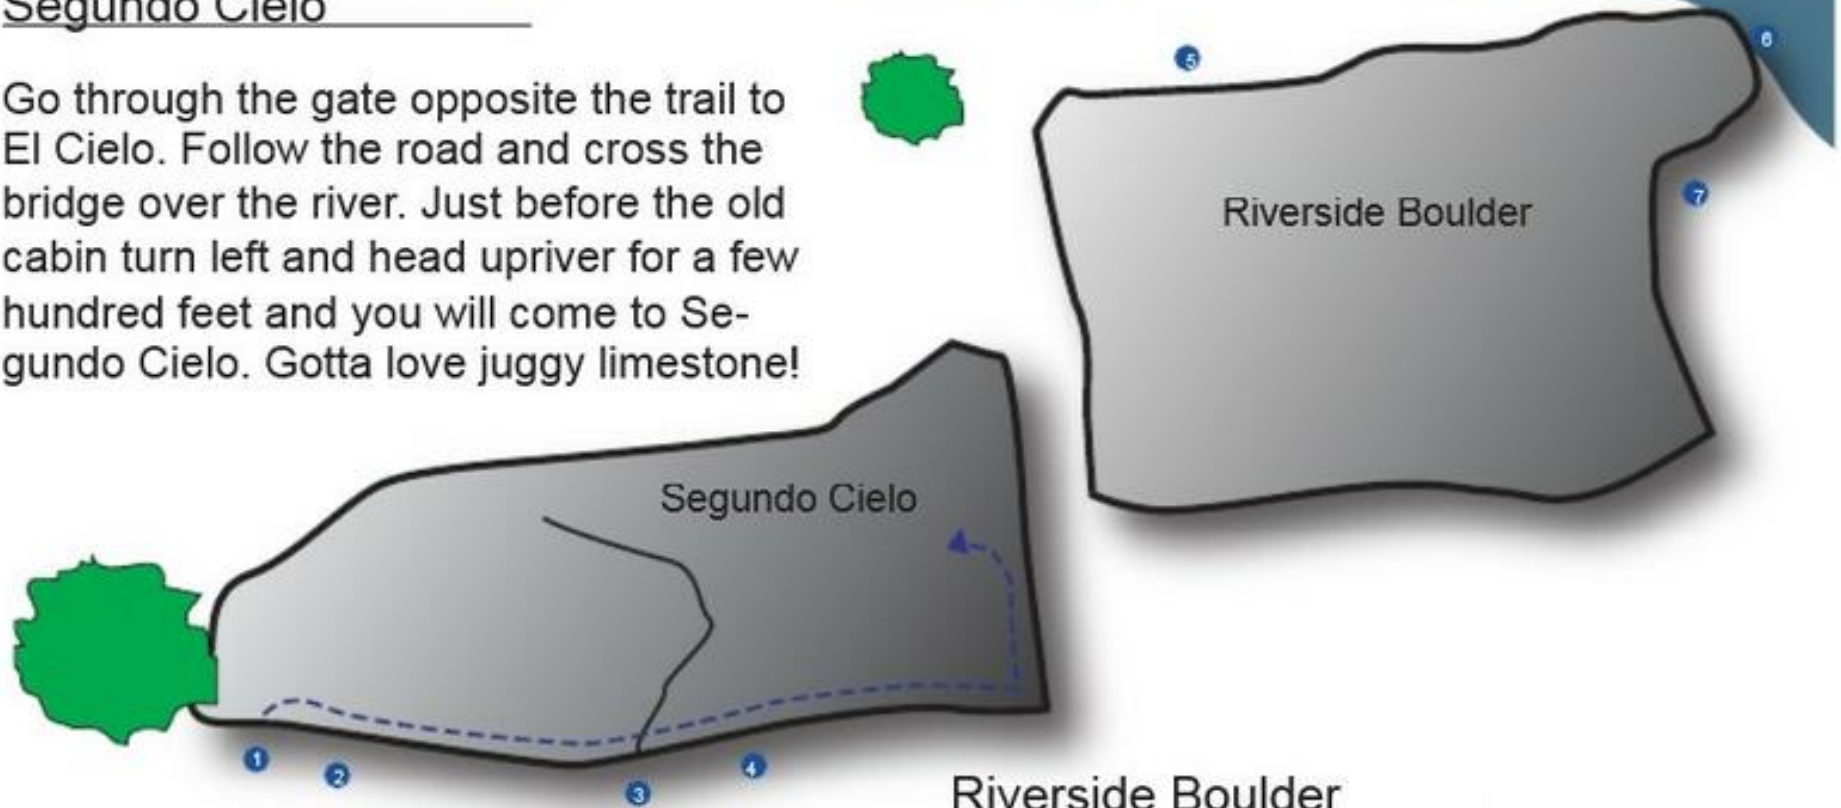 Segundo Cielo
Go through the gate opposite the trail to
El Cielo. Follow the road and cross the
bridge over the river. Just before the old
cabin turn left and head upriver for a few
hundred feet and you will come to Se-
gundo Cielo. Gotta love juggy limestone!
5
6
Riverside Boulder
7
Segundo Cielo
1
2
3
4
Riverside Boulder